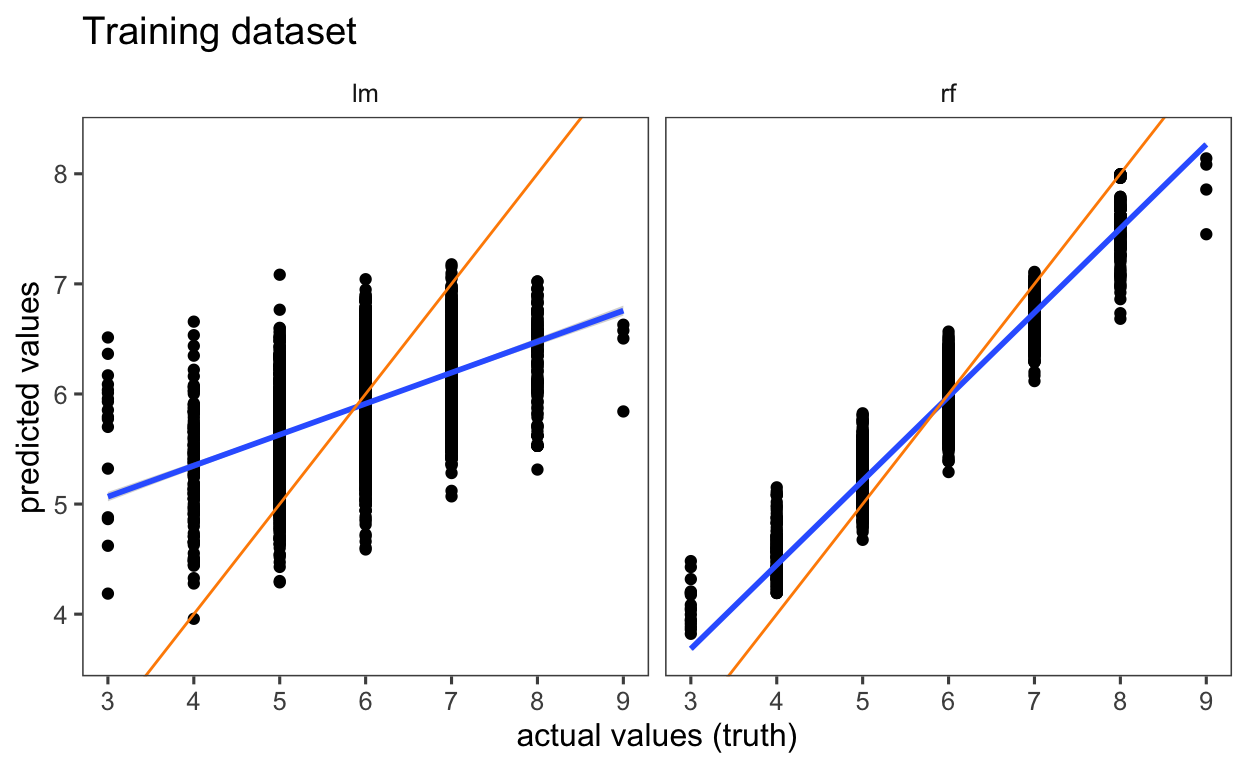 Training dataset
lm rf
8
7
6
5
4
predicted values
3 4 5 6 7 8 9 3 4 5 6 7 8 9
actual values (truth)